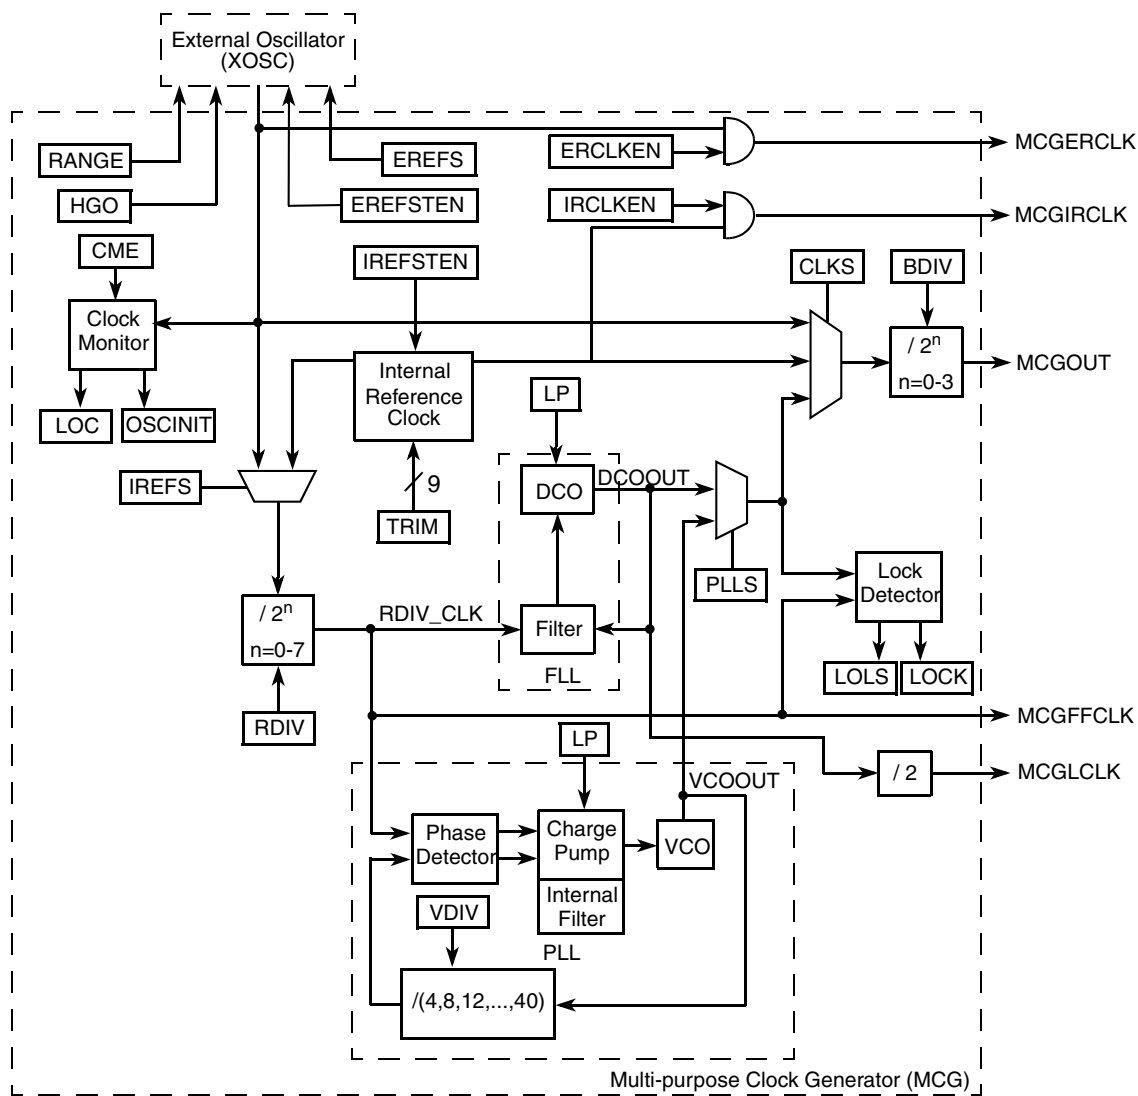 External Oscillator
(XOSC)
RANGE
EREFS
ERCLKEN
MCGERCLK
HGO
EREFSTEN
IRCLKEN
MCGIRCLK
CME
IREFSTEN
CLKS
BDIV
Clock
Monitor
/ 2n
n=0-3
MCGOUT
Internal
Reference
Clock
LP
LOC
OSCINIT
IREFS
9
TRIM
DCO
DCOOUT
PLLS
Lock
Detector
/ 2n
n=0-7
RDIV_CLK
Filter
FLL
LOLS
LOCK
RDIV
MCGFFCLK
LP
/ 2
MCGLCLK
VCOOUT
Phase
Detector
Charge
Pump
VCO
Internal
Filter
VDIV
PLL
/(4,8,12,...,40)
Multi-purpose Clock Generator (MCG)